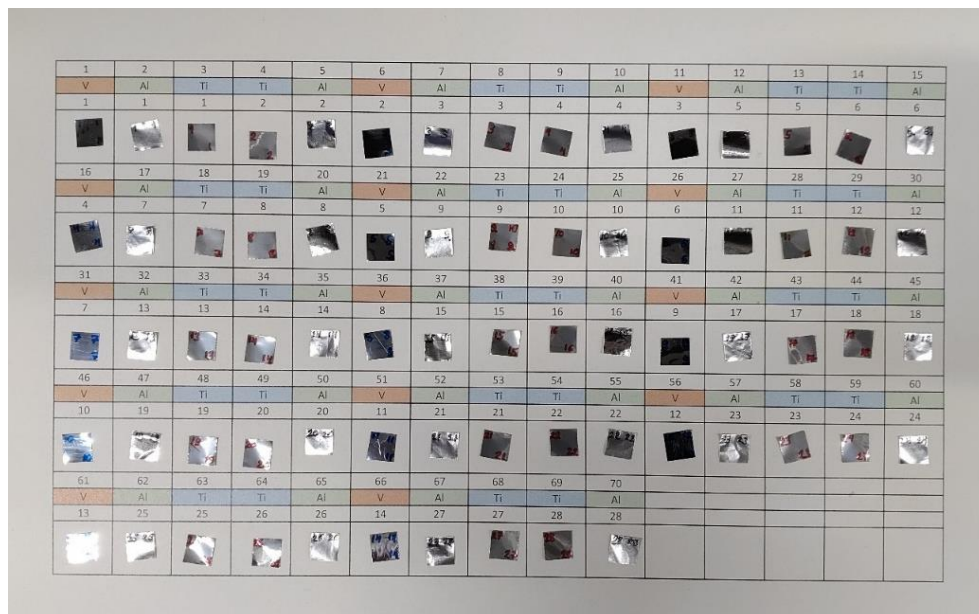 1 2 3 4 5 6 7 8 9 10 11 12 13 14 15
V Al Ti Ti Al V Al Ti Ti Al V Al Ti Ti Al
1 1 1 2 2 2 3 3 4 4 3 5 5 6 6
16 17 18 19 20 21 22 23 24 25 26 27 28 29 30
V Al Ti Ti Al V Al Ti Ti Al V Al Ti Ti Al
4 7 7 8 8 5 9 9 10 10 6 11 11 12 12
31 32 33 34 35 36 37 38 39 40 41 42 43 44 45
V Al Ti Ti Al V Al Ti Ti Al V Al Ti Ti Al
7 13 13 14 14 8 15 15 16 16 9 17 17 18 18
46 47 48 49 50 51 52 53 54 55 56 57 58 59 60
V Al Ti Ti Al V Al Ti Ti Al V Al Ti Ti Al
10 19 19 20 20 11 21 21 22 22 12 23 23 24 24
61 62 63 64 65 66 67 68 69 70
V Al Ti Ti Al V Al Ti Ti Al
13 25 25 26 26 14 27 27 28 28